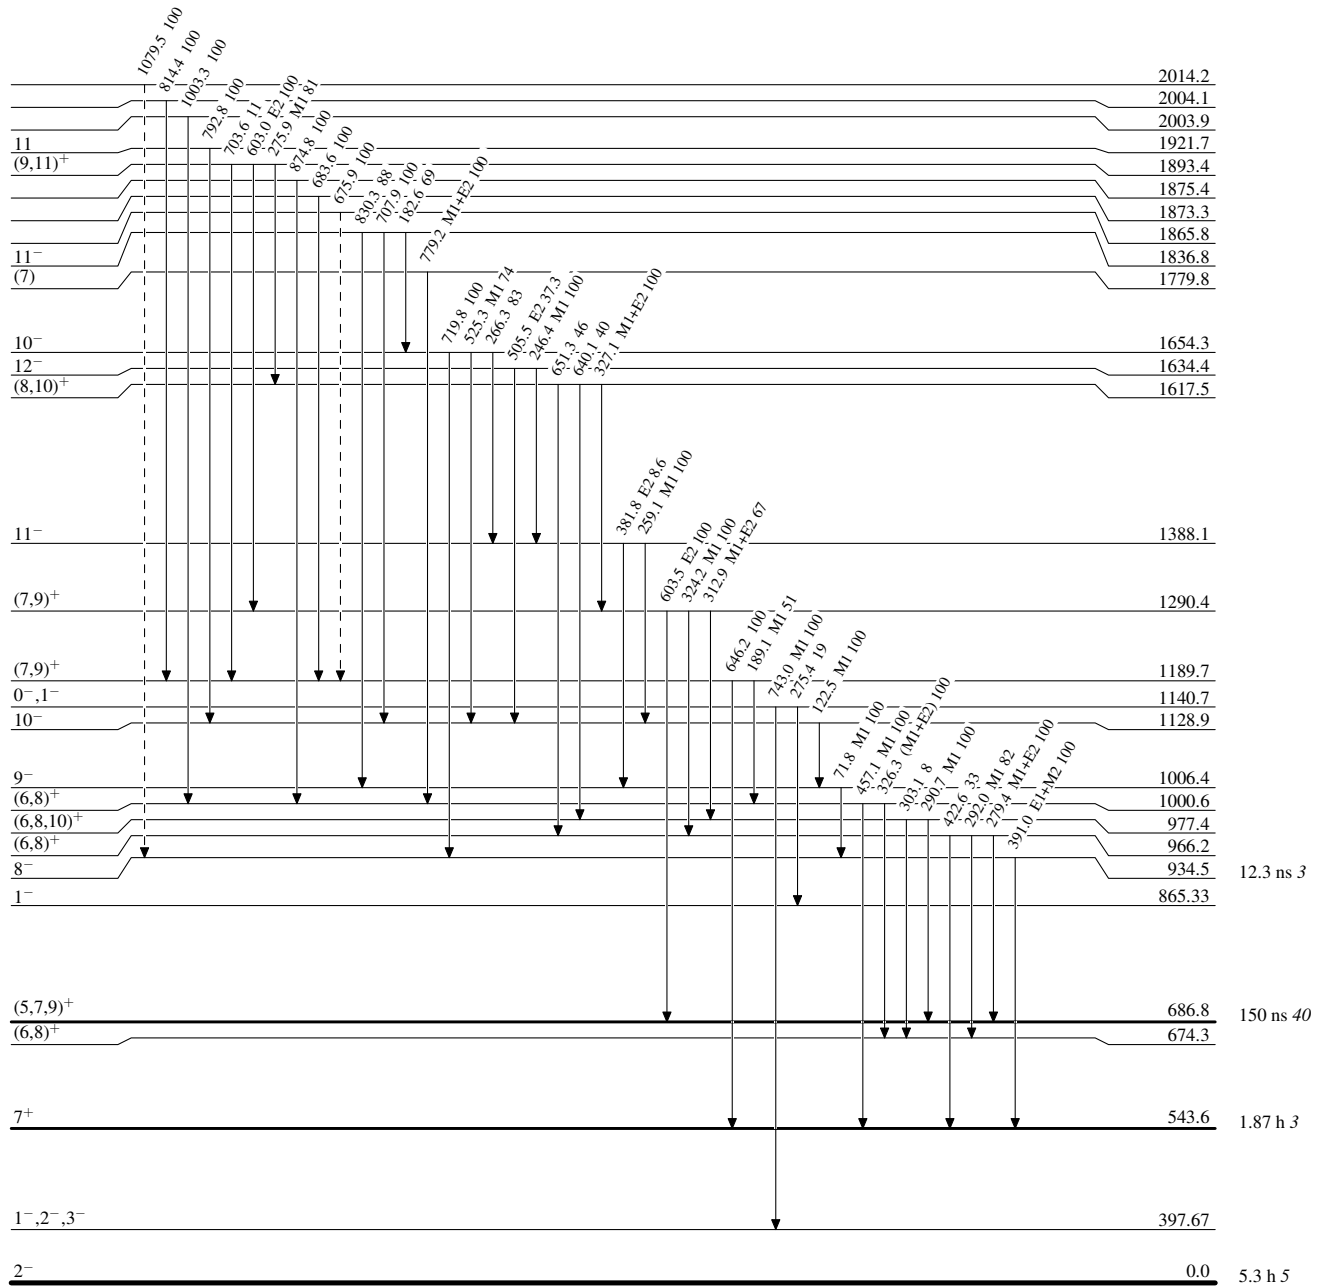 1079.5 100
814.4 100
1003.3 100
792.8 100
703.6 11
603.0 E2 100
275.9 M1 81
874.8 100
683.6 100
675.9 100
830.3 88
707.9 100
182.6 69
779.2 M1+E2 100
719.8 100
525.3 M1 74
266.3 83
505.5 E2 37.3
246.4 M1 100
651.3 46
640.1 40
327.1 M1+E2 100
381.8 E2 8.6
259.1 M1 100
603.5 E2 100
324.2 M1 100
312.9 M1+E2 67
646.2 100
189.1 M1 51
743.0 M1 100
275.4 19
122.5 M1 100
71.8 M1 100
457.1 M1 100
326.3 (M1+E2) 100
303.1 8
290.7 M1 100
422.6 33
292.0 M1 82
279.4 M1+E2 100
391.0 E1+M2 100
2014.2
2004.1
2003.9
11 1921.7
(9,11)+ 1893.4
1875.4
1873.3
1865.8
11− 1836.8
(7) 1779.8
10− 1654.3
12− 1634.4
(8,10)+ 1617.5
11− 1388.1
(7,9)+ 1290.4
(7,9)+ 1189.7
0−,1− 1140.7
10− 1128.9
9− 1006.4
(6,8)+ 1000.6
(6,8,10)+ 977.4
(6,8)+ 966.2
8− 934.5 12.3 ns 3
1− 865.33
(5,7,9)+ 686.8 150 ns 40
(6,8)+ 674.3
7+ 543.6 1.87 h 3
1−,2−,3− 397.67
2− 0.0 5.3 h 5